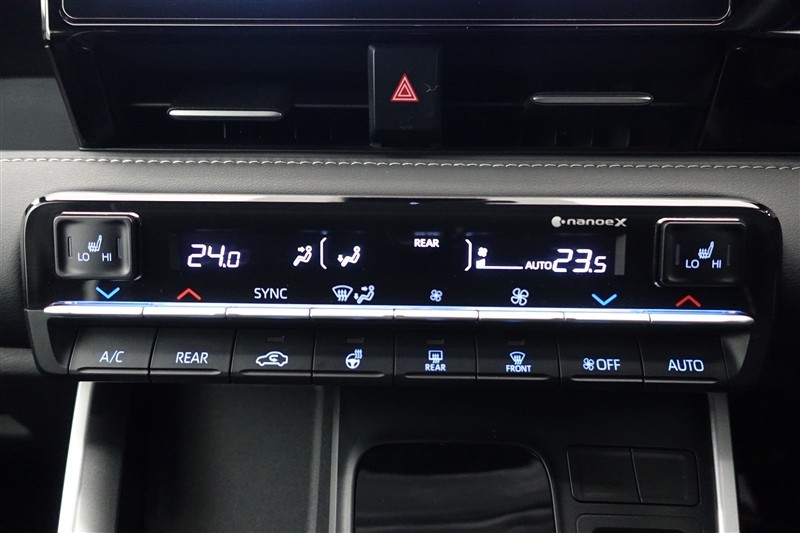 nanoeX
LO HI
24.0
REAR
AUTO 23.5
LO HI
SYNC
A/C
REAR
REAR
FRONT
OFF
AUTO